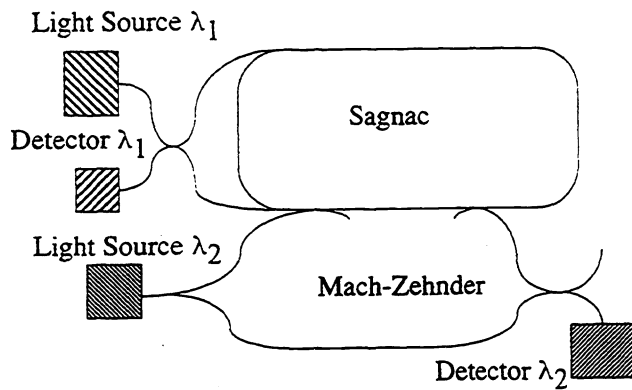 Light Source λ1
Sagnac
Detector λ1
Light Source λ2
Mach-Zehnder
Detector λ2